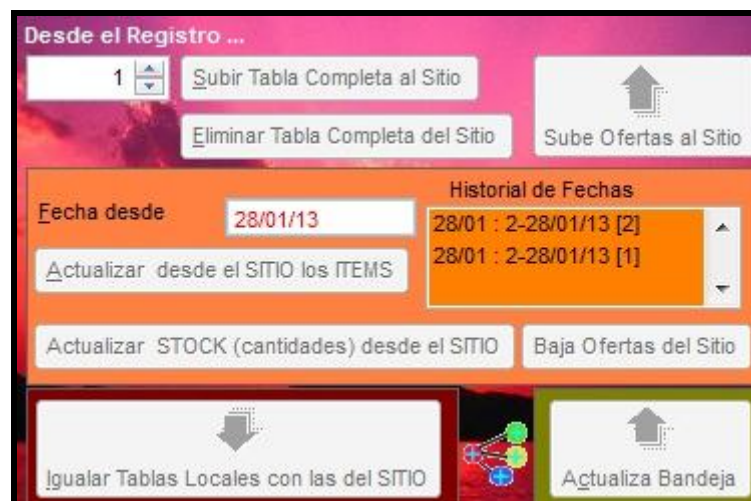 Desde el Registro ...
1
Subir Tabla Completa al Sitio
Eliminar Tabla Completa del Sitio
Sube Ofertas al Sitio
Fecha desde
28/01/13
Historial de Fechas
28/01 : 2-28/01/13 [2]
28/01 : 2-28/01/13 [1]
Actualizar desde el SITIO los ITEMS
Actualizar STOCK (cantidades) desde el SITIO
Baja Ofertas del Sitio
Igualar Tablas Locales con las del SITIO
Actualiza Bandeja